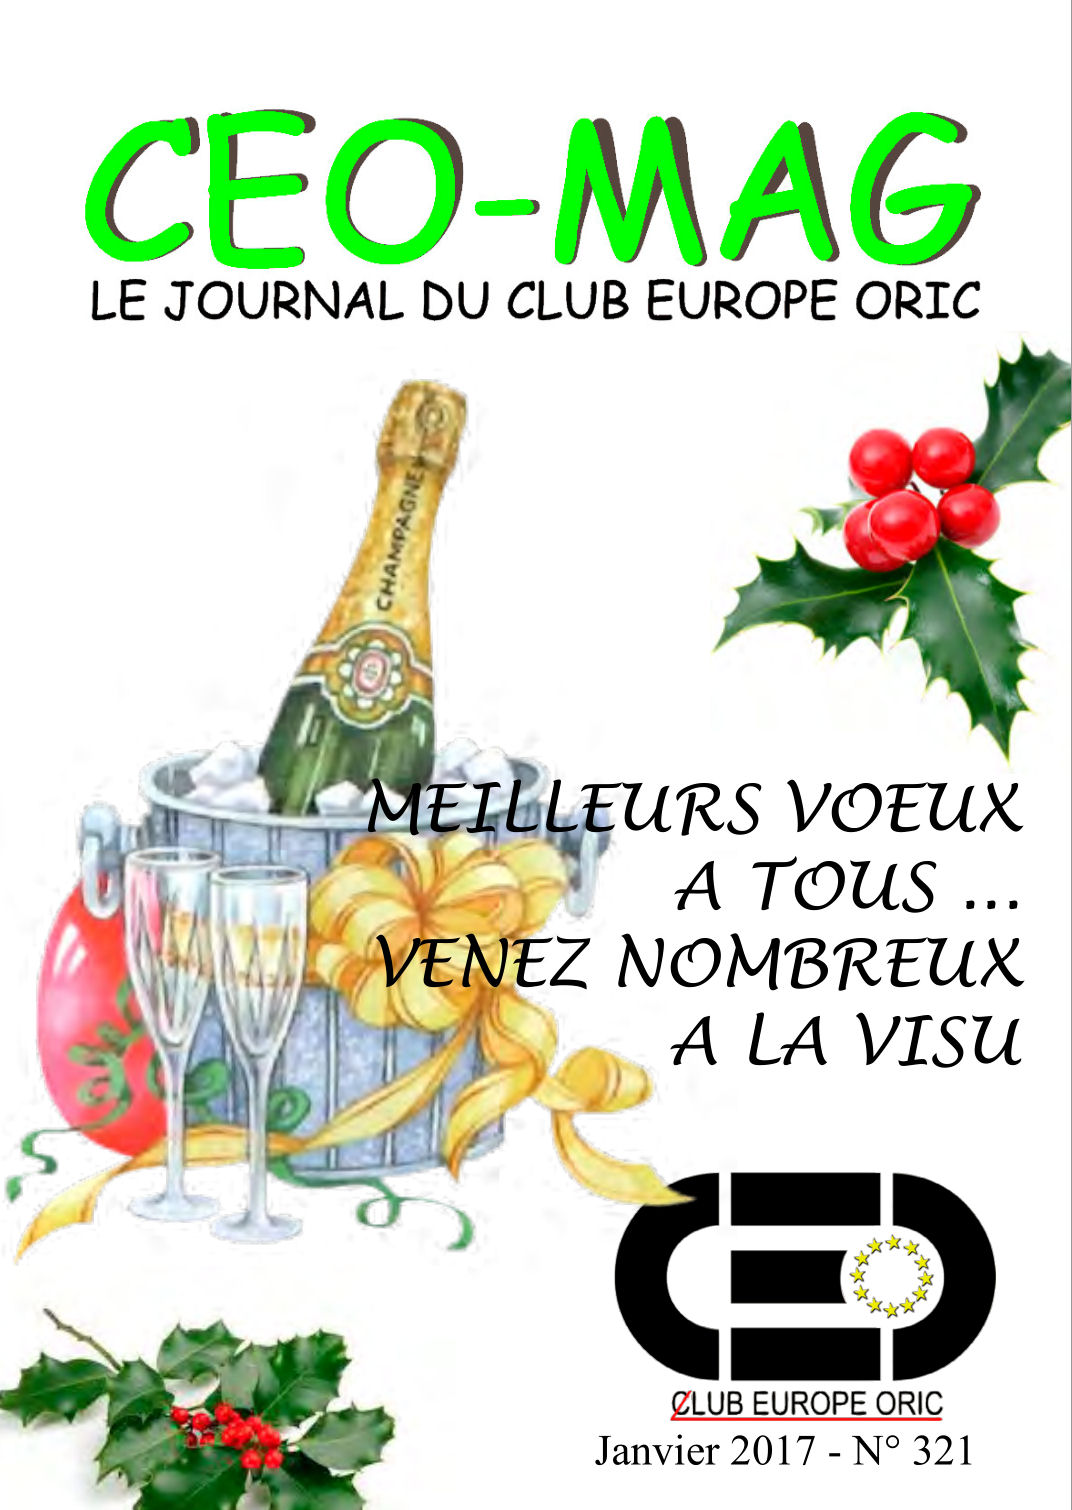 CEO-MAG
LE JOURNAL DU CLUB EUROPE ORIC
CHAMPAGNE
MEILLEURS VOEUX
A TOUS ...
VENEZ NOMBREUX
A LA VISU
CEO
CLUB EUROPE ORIC
Janvier 2017 - N° 321